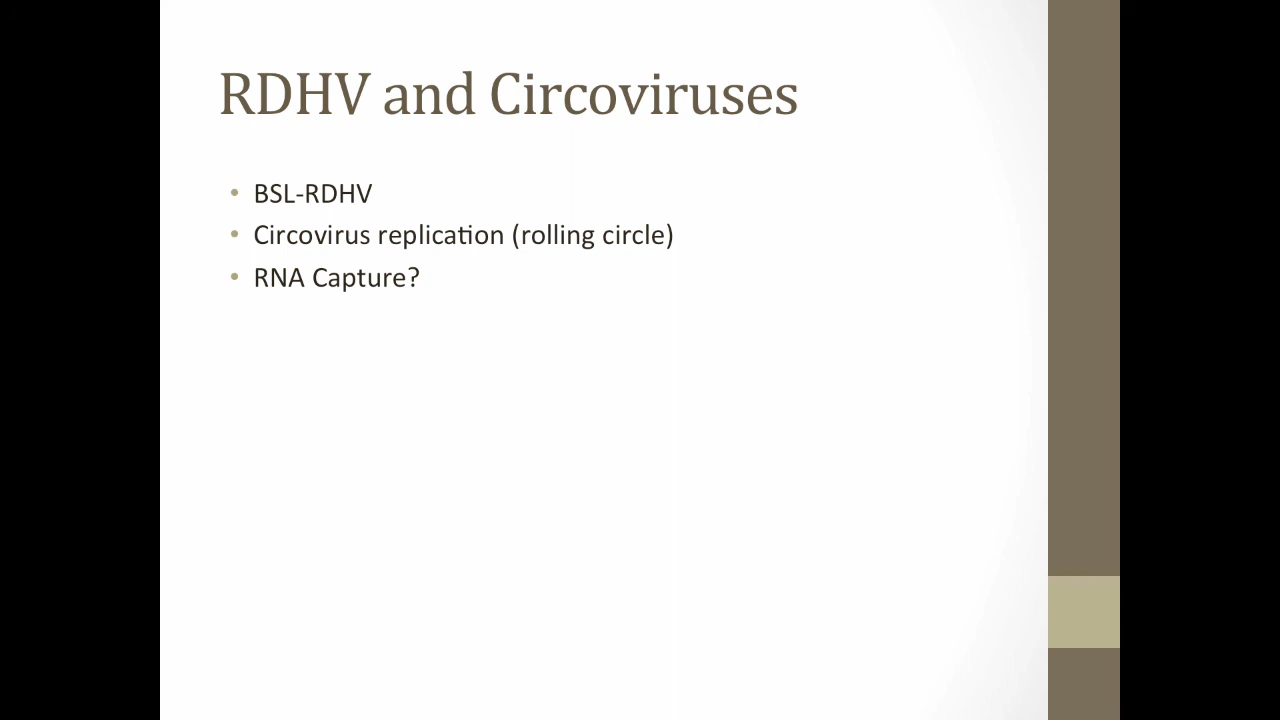 RDHV and Circoviruses
• BSL-RDHV
• Circovirus replication (rolling circle)
• RNA Capture?